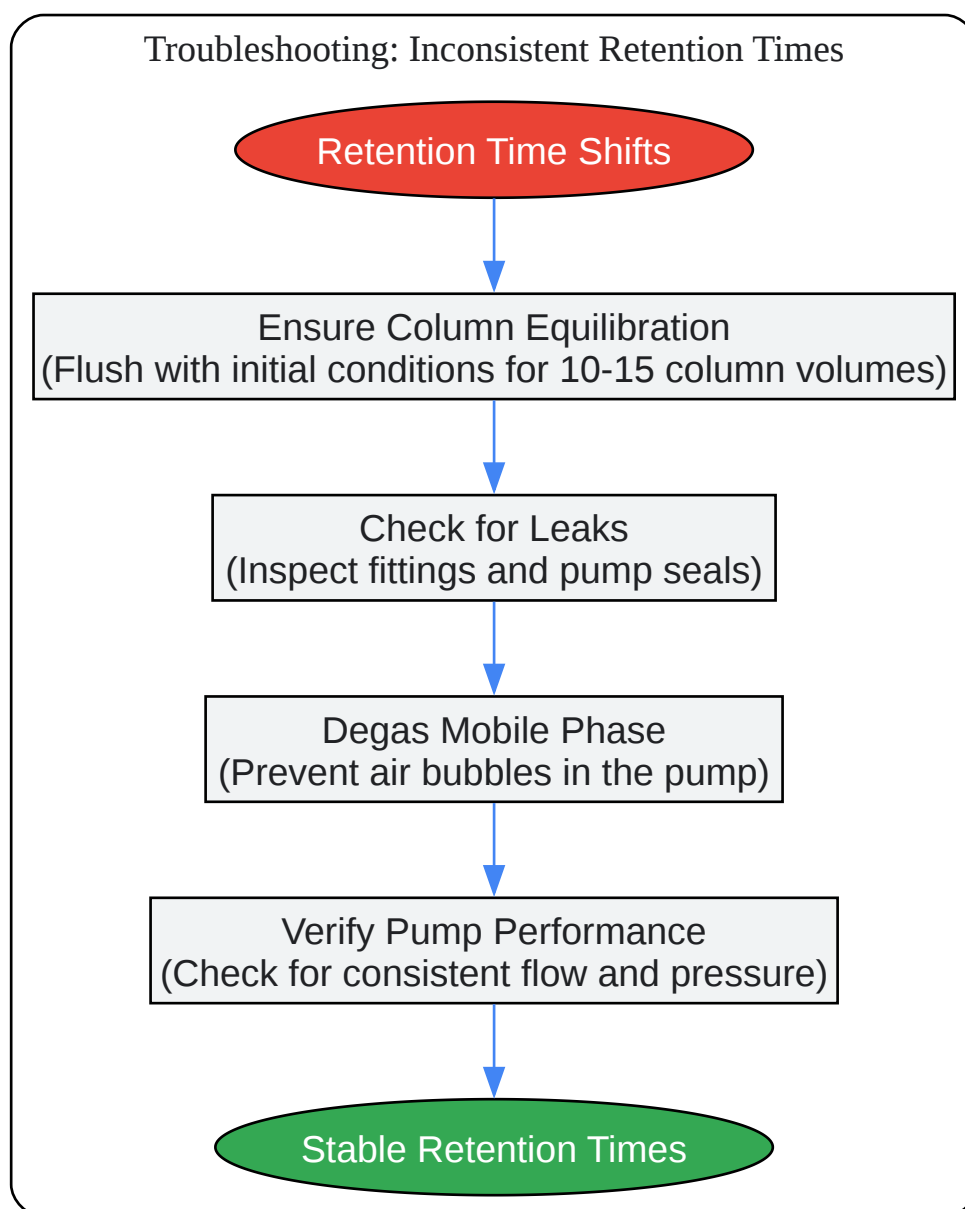 Troubleshooting: Inconsistent Retention Times
Retention Time Shifts
Ensure Column Equilibration
(Flush with initial conditions for 10-15 column volumes)
Check for Leaks
(Inspect fittings and pump seals)
Degas Mobile Phase
(Prevent air bubbles in the pump)
Verify Pump Performance
(Check for consistent flow and pressure)
Stable Retention Times